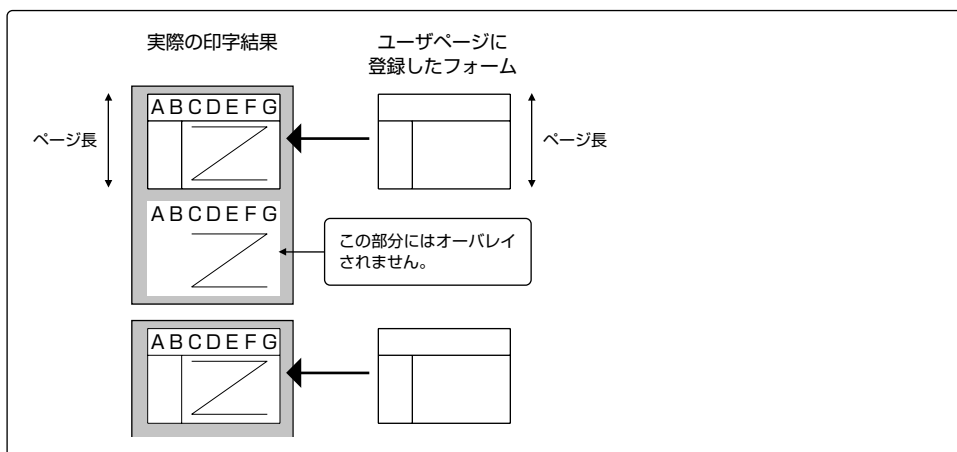 実際の印字結果
ユーザページに
登録したフォーム
ページ長
ABCDEFG
ページ長
ABCDEFG
この部分にはオーバレイ
されません。
ABCDEFG